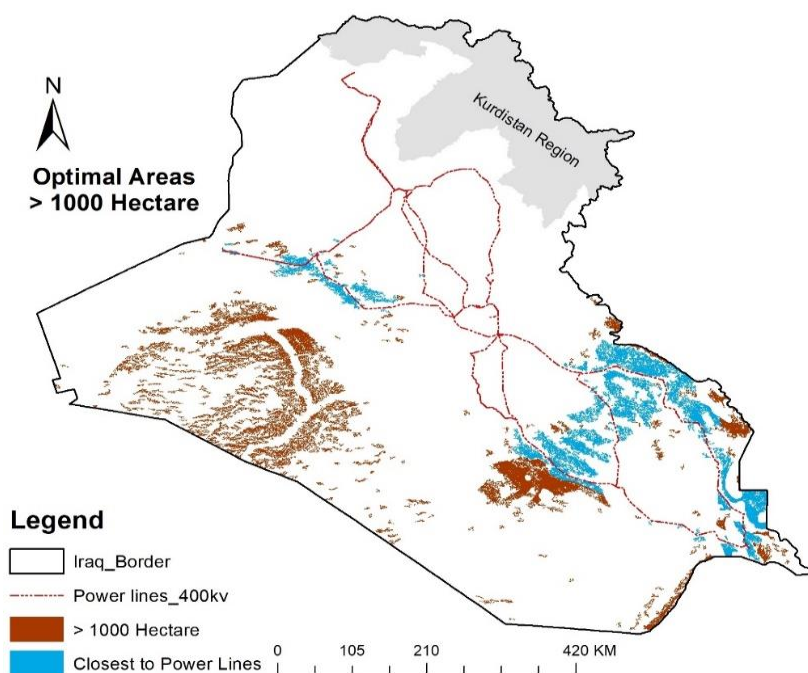 N
Optimal Areas
> 1000 Hectare
Kurdistan Region
Legend
Iraq_Border
Power lines_400kv
> 1000 Hectare
Closest to Power Lines
0 105 210 420 KM